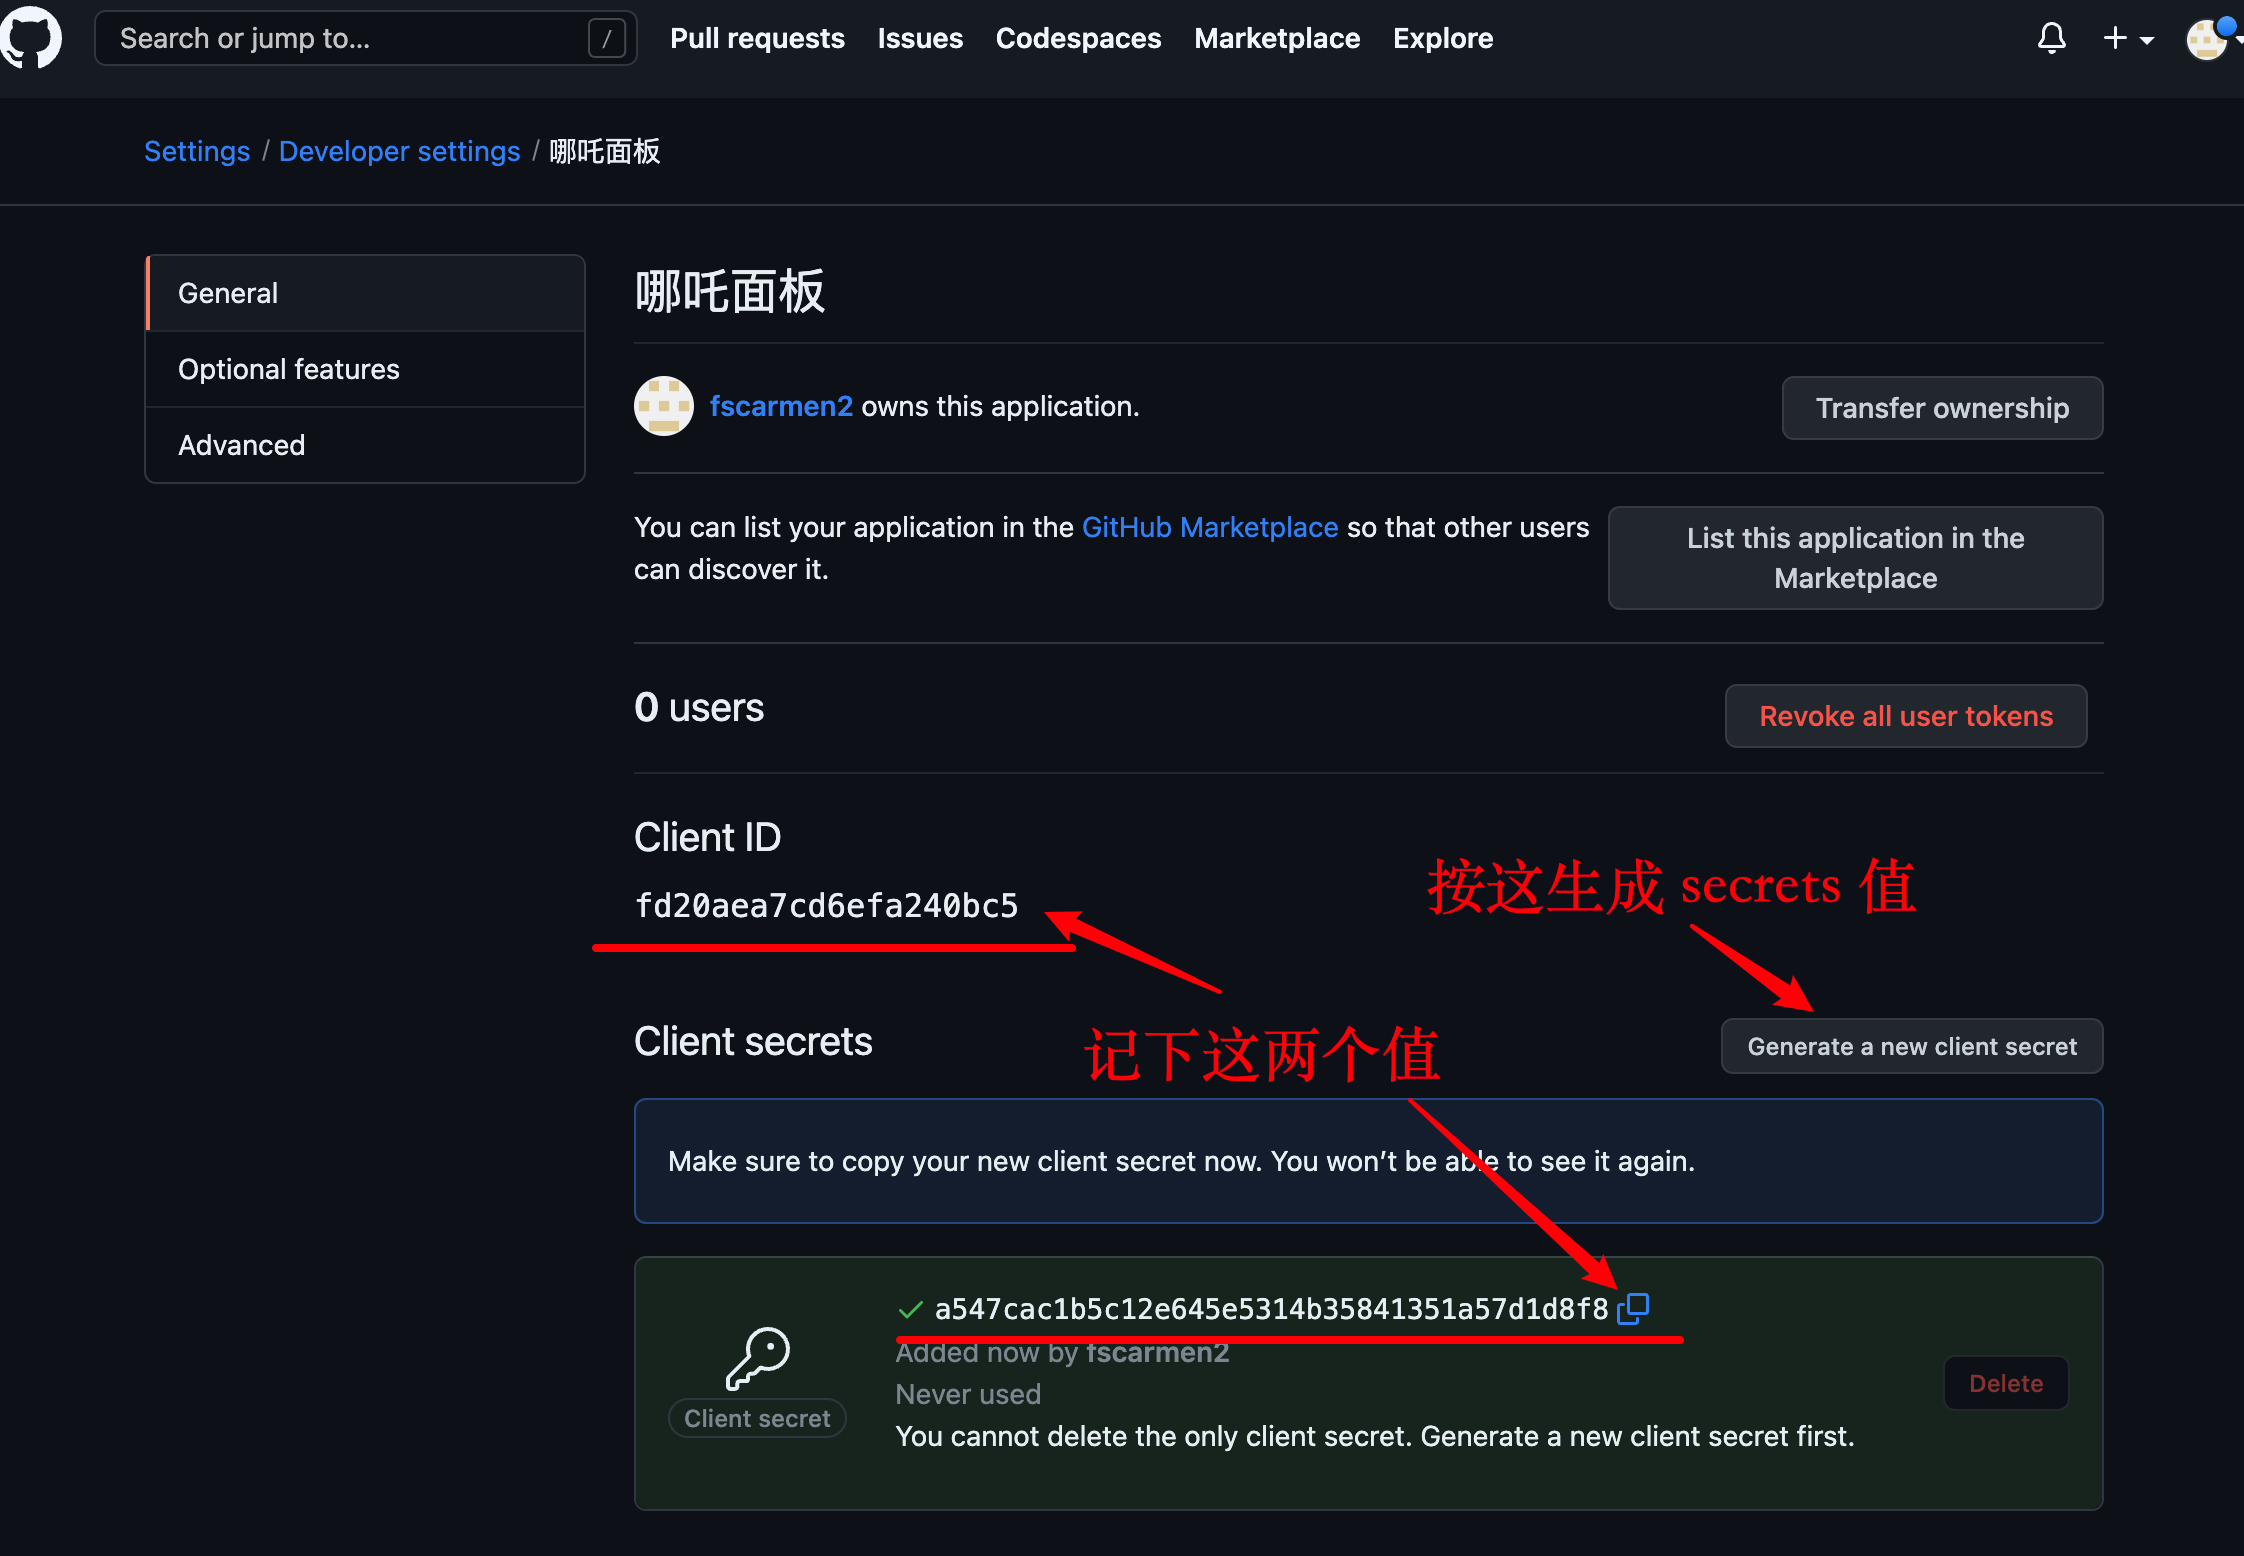 Search or jump to... /
Pull requests Issues Codespaces Marketplace Explore
Settings / Developer settings / 哪吒面板
General
Optional features
Advanced
哪吒面板
fscarmen2 owns this application.
Transfer ownership
You can list your application in the GitHub Marketplace so that other users
can discover it.
List this application in the
Marketplace
0 users
Revoke all user tokens
Client ID
fd20aea7cd6efa240bc5
按这生成 secrets 值
Client secrets
记下这两个值
Generate a new client secret
Make sure to copy your new client secret now. You won’t be able to see it again.
a547cac1b5c12e645e5314b35841351a57d1d8f8
Added now by fscarmen2
Never used
You cannot delete the only client secret. Generate a new client secret first.
Client secret
Delete